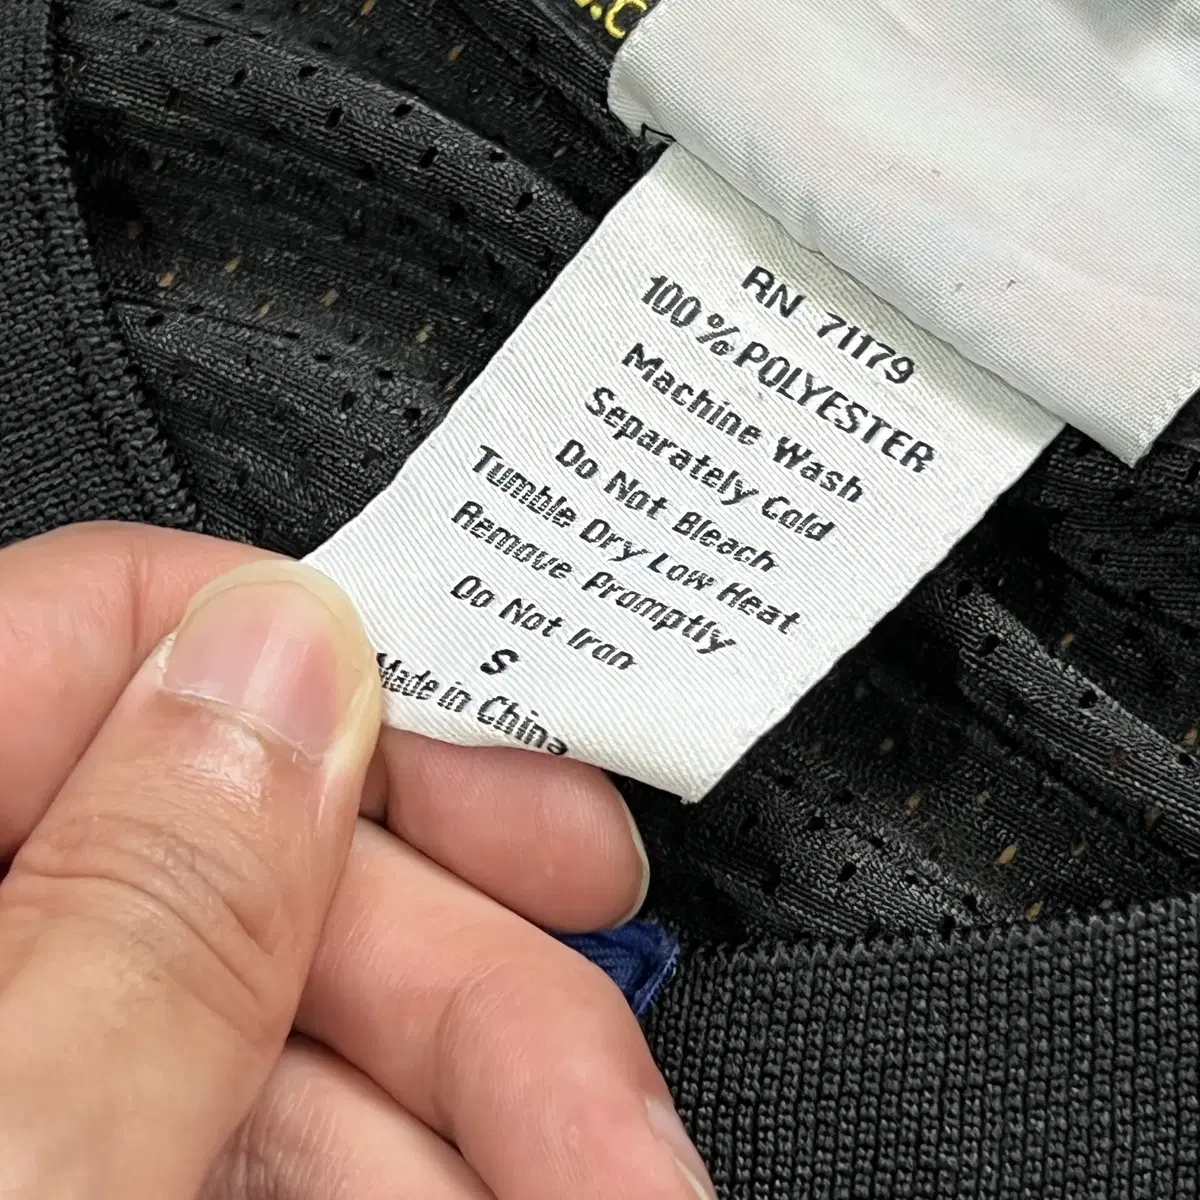 RN 71179
100% POLYESTER
Machine Wash
Separately Cold
Do Not Bleach
Tumble Dry Low Heat
Remove Promptly
Do Not Iron
S
Made in China